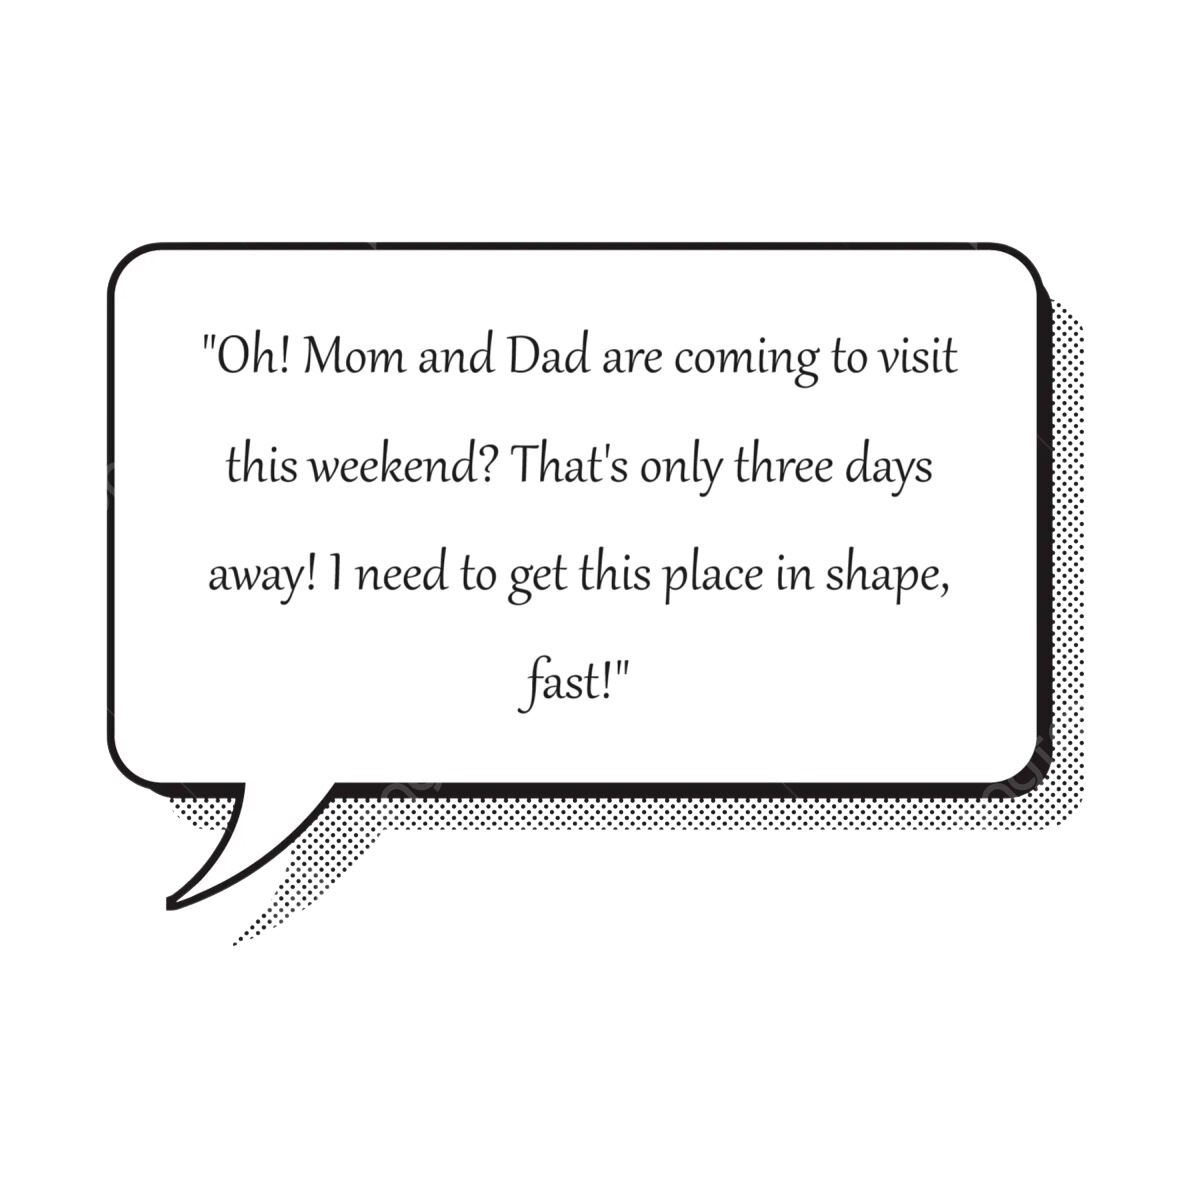 "Oh! Mom and Dad are coming to visit
this weekend? That's only three days
away! I need to get this place in shape,
fast!"